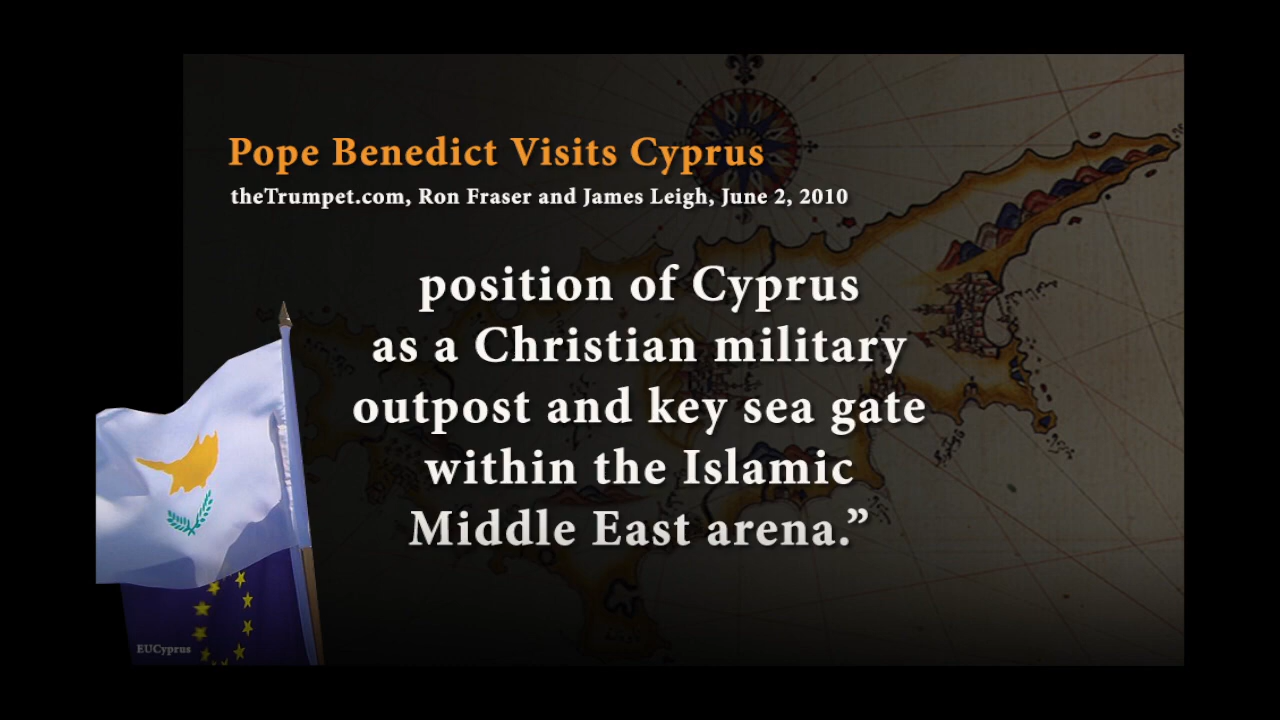 Pope Benedict Visits Cyprus
theTrumpet.com, Ron Fraser and James Leigh, June 2, 2010
position of Cyprus
as a Christian military
outpost and key sea gate
within the Islamic
Middle East arena.”
EUCyprus